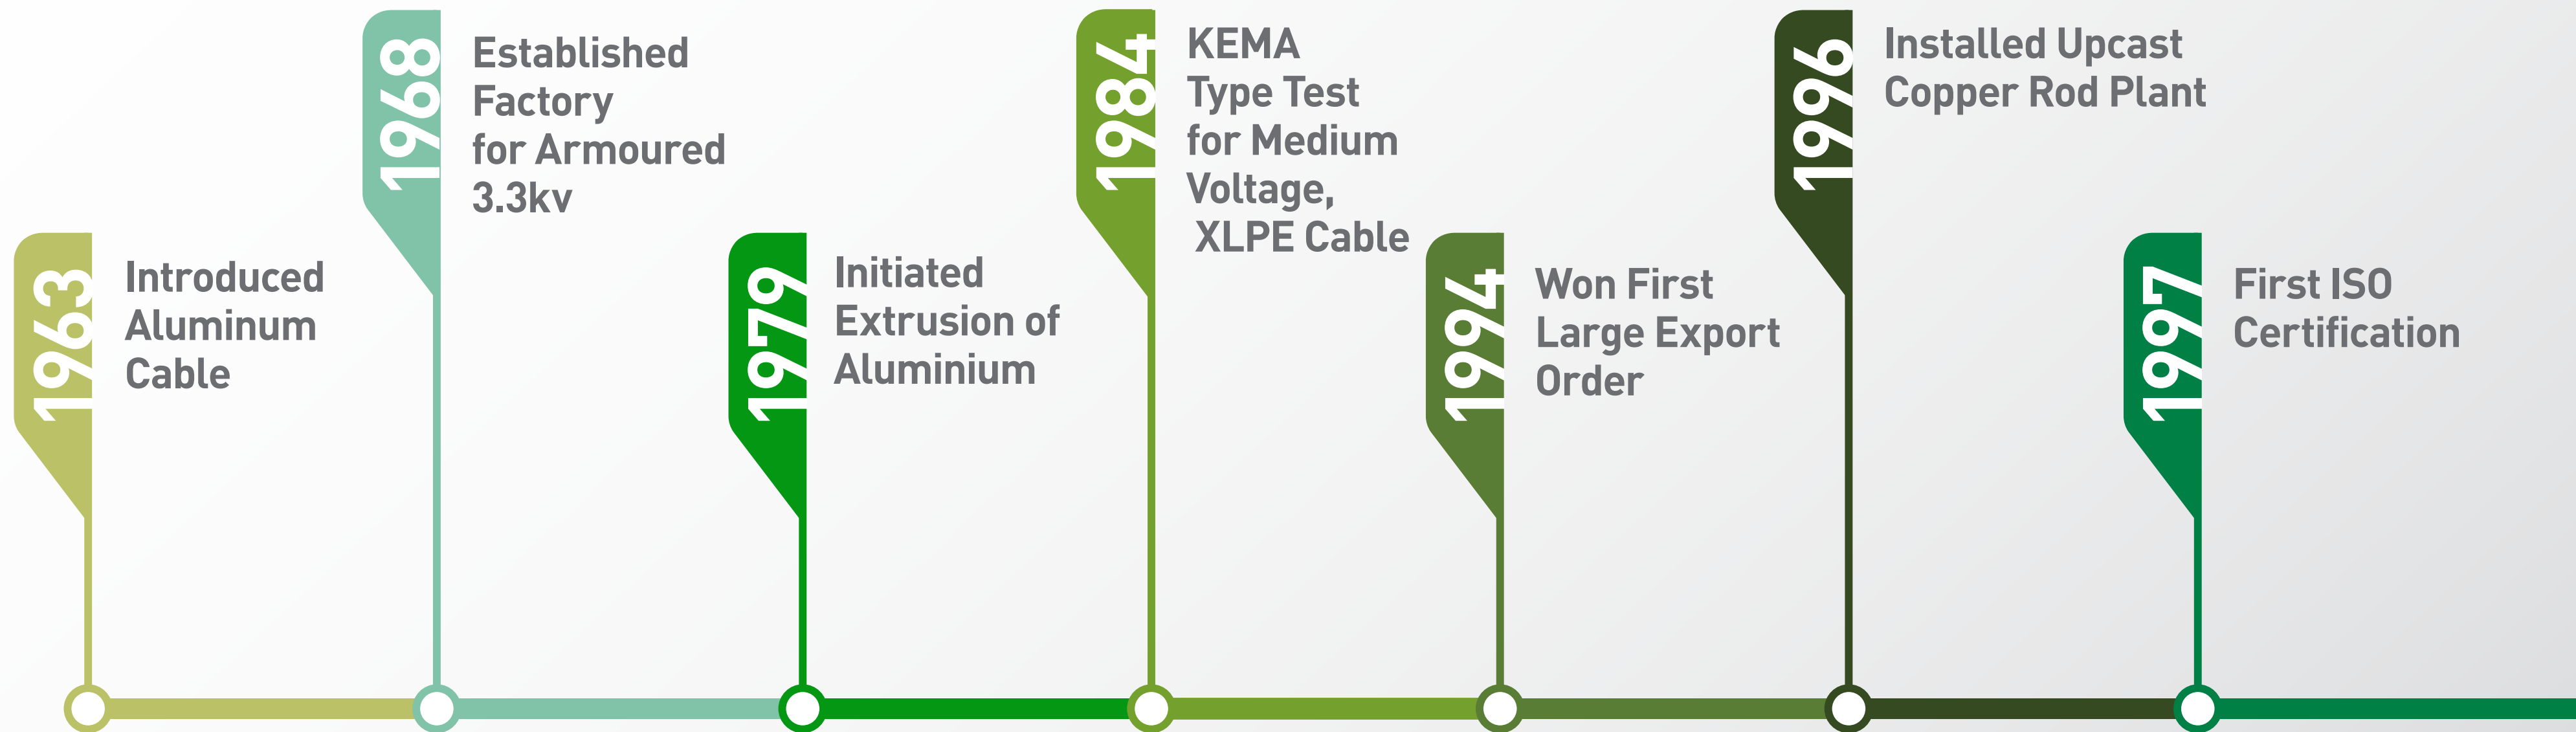 1963
Introduced
Aluminum
Cable
1968
Established
Factory
for Armoured
3.3kv
1979
Initiated
Extrusion of
Aluminium
1984
KEMA
Type Test
for Medium
Voltage,
XLPE Cable
1994
Won First
Large Export
Order
1996
Installed Upcast
Copper Rod Plant
1997
First ISO
Certification